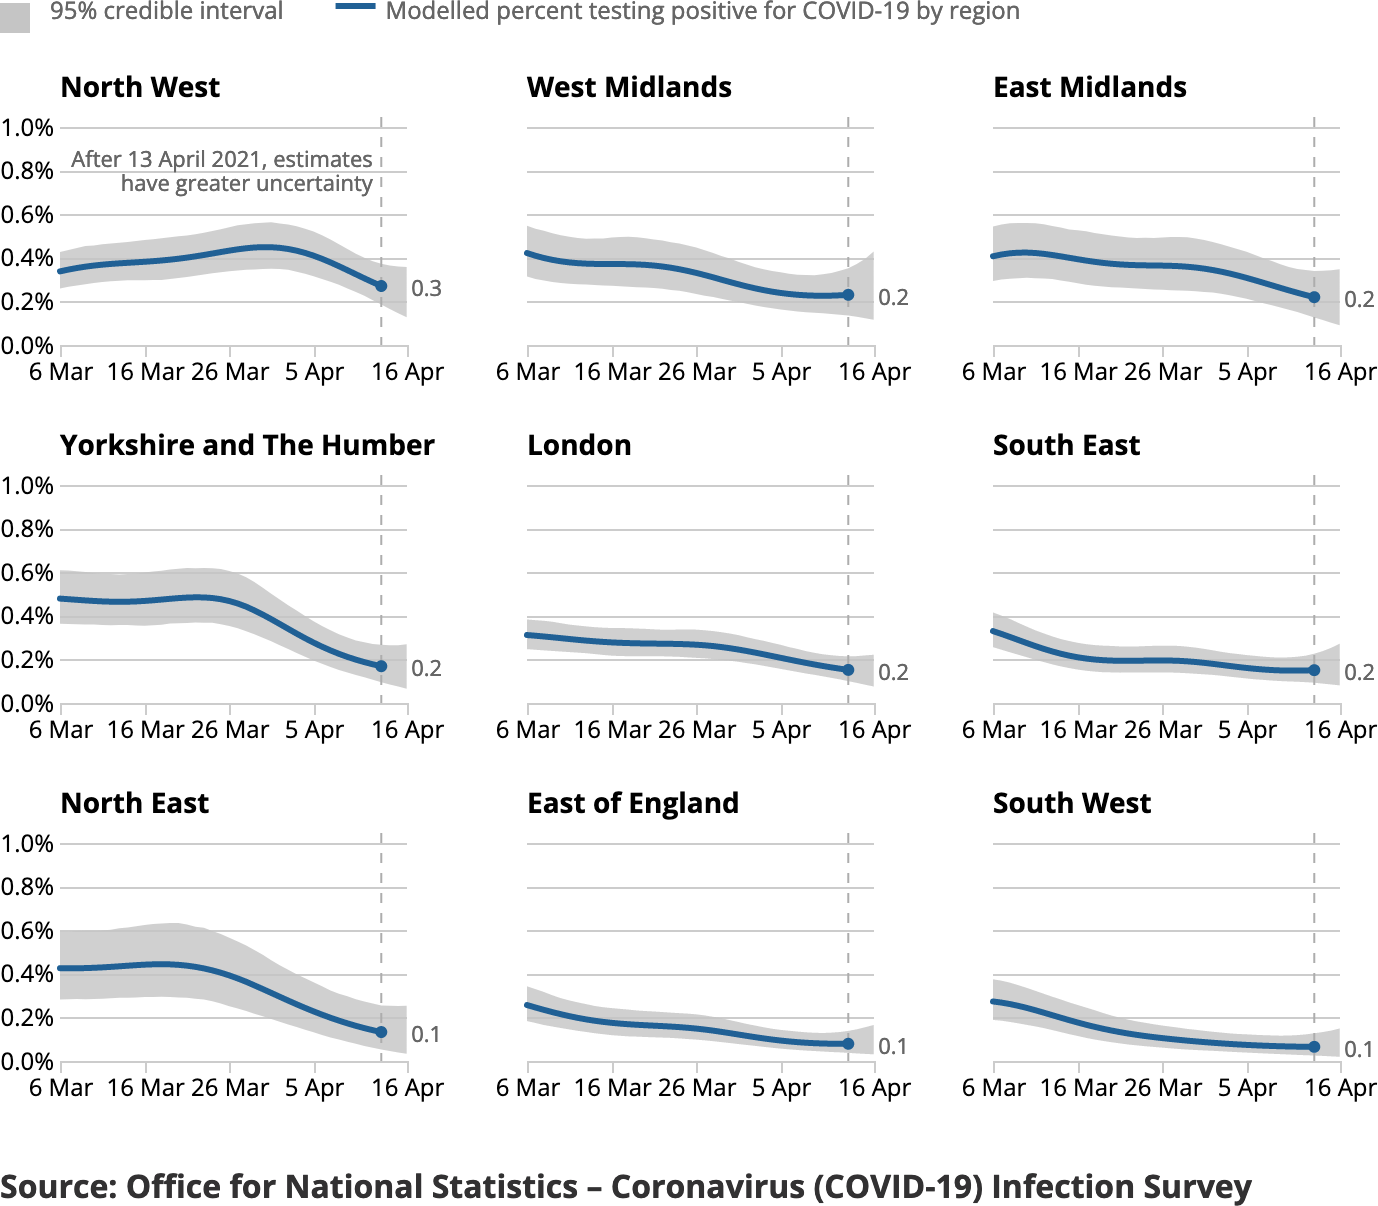 95% credible interval Modelled percent testing positive for COVID-19 by region
North West West Midlands East Midlands
1.0%
After 13 April 2021, estimates
0.8%
have greater uncertainty
0.6%
0.4%
0.3 0.2 0.2
0.2%
0.0%
6 Mar 16 Mar 26 Mar 5 Apr 16 Apr 6 Mar 16 Mar 26 Mar 5 Apr 16 Apr 6 Mar 16 Mar 26 Mar 5 Apr 16 Apr
Yorkshire and The Humber London South East
1.0%
0.8%
0.6%
0.4%
0.2% 0.2 0.2 0.2
0.0%
6 Mar 16 Mar 26 Mar 5 Apr 16 Apr 6 Mar 16 Mar 26 Mar 5 Apr 16 Apr 6 Mar 16 Mar 26 Mar 5 Apr 16 Apr
North East East of England South West
1.0%
0.8%
0.6%
0.4%
0.2%
0.1 0.1 0.1
0.0%
6 Mar 16 Mar 26 Mar 5 Apr 16 Apr 6 Mar 16 Mar 26 Mar 5 Apr 16 Apr 6 Mar 16 Mar 26 Mar 5 Apr 16 Apr
Source: Office for National Statistics – Coronavirus (COVID-19) Infection Survey